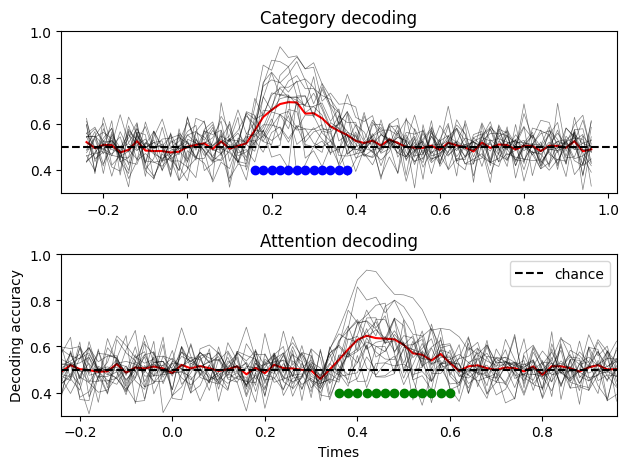 Category decoding
1.0
0.8
0.6
0.4
−0.2 0.0 0.2 0.4 0.6 0.8 1.0
Attention decoding
Decoding accuracy
1.0
0.8
0.6
0.4
chance
−0.2 0.0 0.2 0.4 0.6 0.8
Times